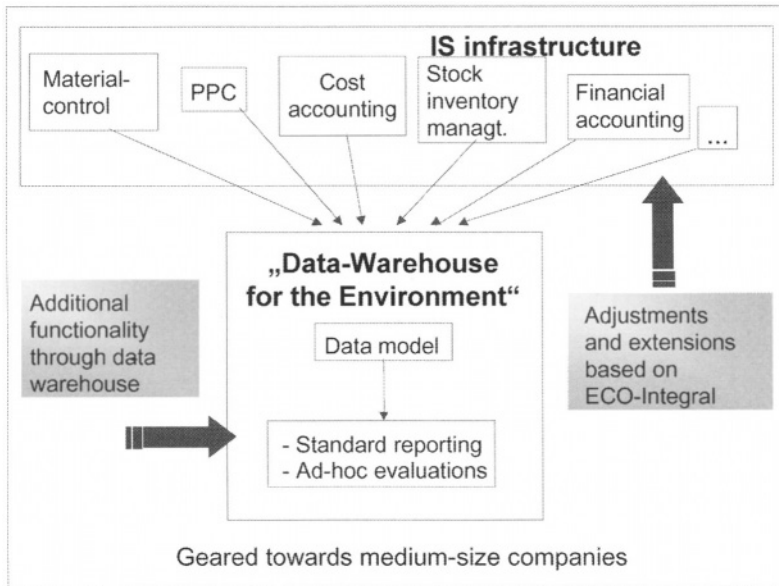 IS infrastructure
Material-
control
PPC
Cost
accounting
Stock
inventory
managt.
Financial
accounting
...
„Data-Warehouse
for the Environment“
Data model
- Standard reporting
- Ad-hoc evaluations
Additional
functionality
through data
warehouse
Adjustments
and extensions
based on
ECO-Integral
Geared towards medium-size companies